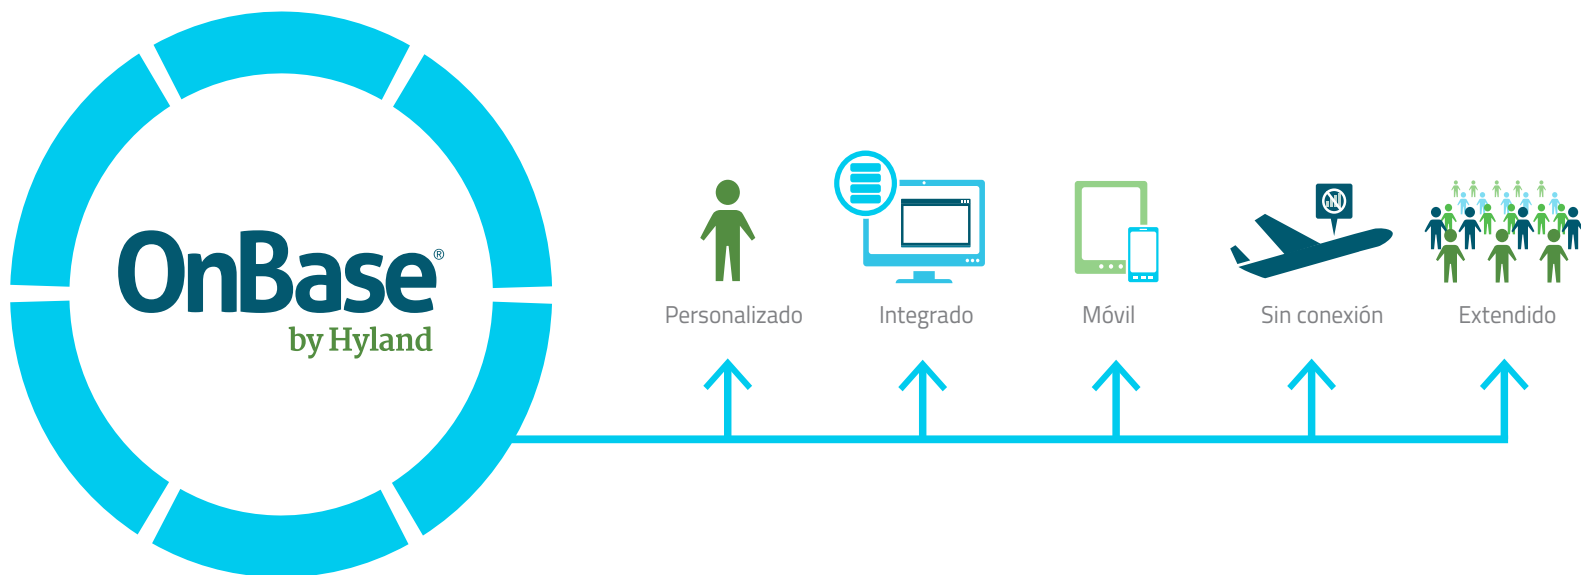 OnBase®
by Hyland
Personalizado
Integrado
Móvil
Sin conexión
Extendido